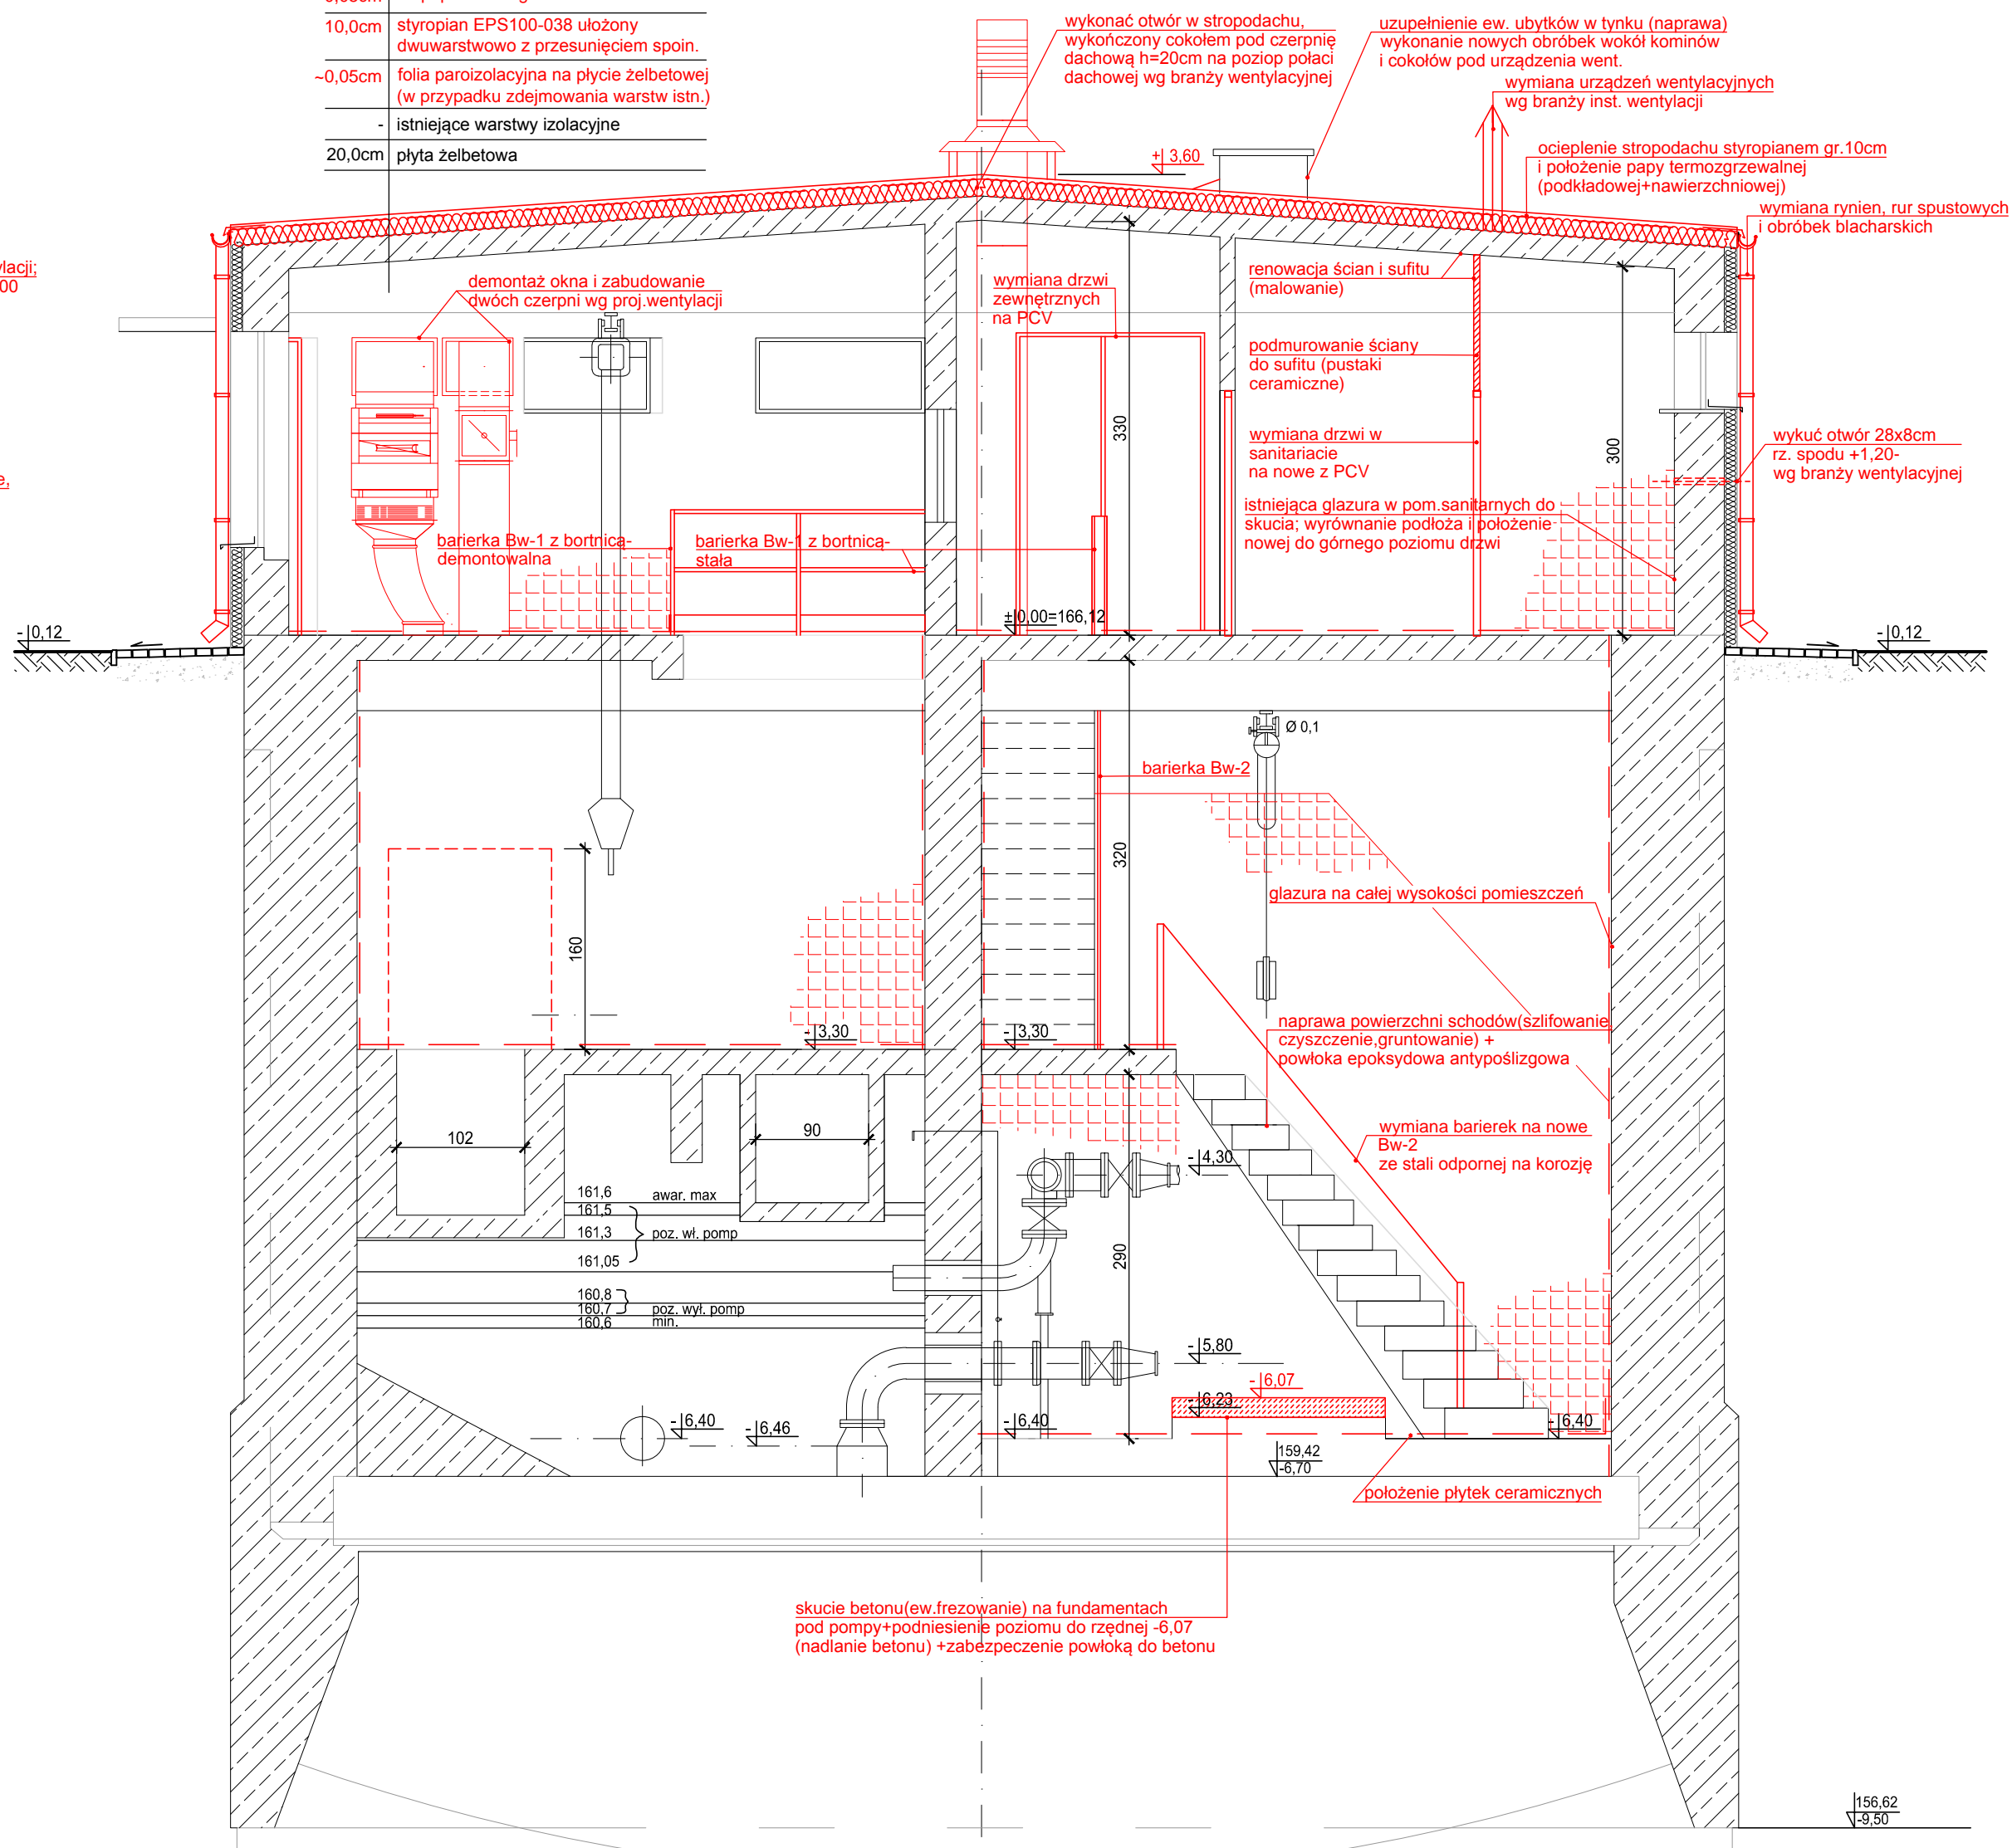 10,0cm styropian EPS100-038 ułożony
dwuwarstwowo z przesunięciem spoin.
~0,05cm folia paroizolacyjna na płycie żelbetowej
(w przypadku zdejmowania warstw istn.)
- istniejące warstwy izolacyjne
20,0cm płyta żelbetowa
wykonać otwór w stropodachu,
wykończony cokołem pod czerpnię
dachową h=20cm na poziop połaci
dachowej wg branży wentylacyjnej
uzupełnienie ew. ubytków w tynku (naprawa)
wykonanie nowych obróbek wokół kominów
i cokołów pod urządzenia went.
wymiana urządzeń wentylacyjnych
wg branży inst. wentylacji
ocieplenie stropodachu styropianem gr.10cm
i położenie papy termozgrzewalnej
(podkładowej+nawierzchniowej)
wymiana rynien, rur spustowych
i obróbek blacharskich
+ 3,60
ylacji;
00
e,
demontaż okna i zabudowanie
dwóch czerpni wg proj.wentylacji
wymiana drzwi
zewnętrznych
na PCV
renowacja ścian i sufitu
(malowanie)
podmurowanie ściany
do sufitu (pustaki
ceramiczne)
330
300
wymiana drzwi w
sanitariacie
na nowe z PCV
wykuć otwór 28x8cm
rz. spodu +1,20-
wg branży wentylacyjnej
istniejąca glazura w pom.sanitarnych do
skucia; wyrównanie podłoża i położenie
nowej do górnego poziomu drzwi
barierka Bw-1 z bortnicą-
demontowalna
barierka Bw-1 z bortnicą-
stała
± 0,00=166,12
- 0,12
- 0,12
Ø 0,1
barierka Bw-2
320
160
glazura na całej wysokości pomieszczeń
- 3,30
- 3,30
naprawa powierzchni schodów(szlifowanie
czyszczenie,gruntowanie) +
powłoka epoksydowa antypoślizgowa
102
90
wymiana barierek na nowe
Bw-2
ze stali odpornej na korozję
- 4,30
161,6 awar. max
161,5
161,3 poz. wł. pomp
161,05
290
160,8
160,7 poz. wył. pomp
160,6 min.
- 5,80
- 6,07
- 6,23
- 6,40
- 6,46
- 6,40
- 6,40
159,42
-6,70
położenie płytek ceramicznych
skucie betonu(ew.frezowanie) na fundamentach
pod pompy+podniesienie poziomu do rzędnej -6,07
(nadlanie betonu) +zabezpeczenie powłoką do betonu
156,62
-9,50